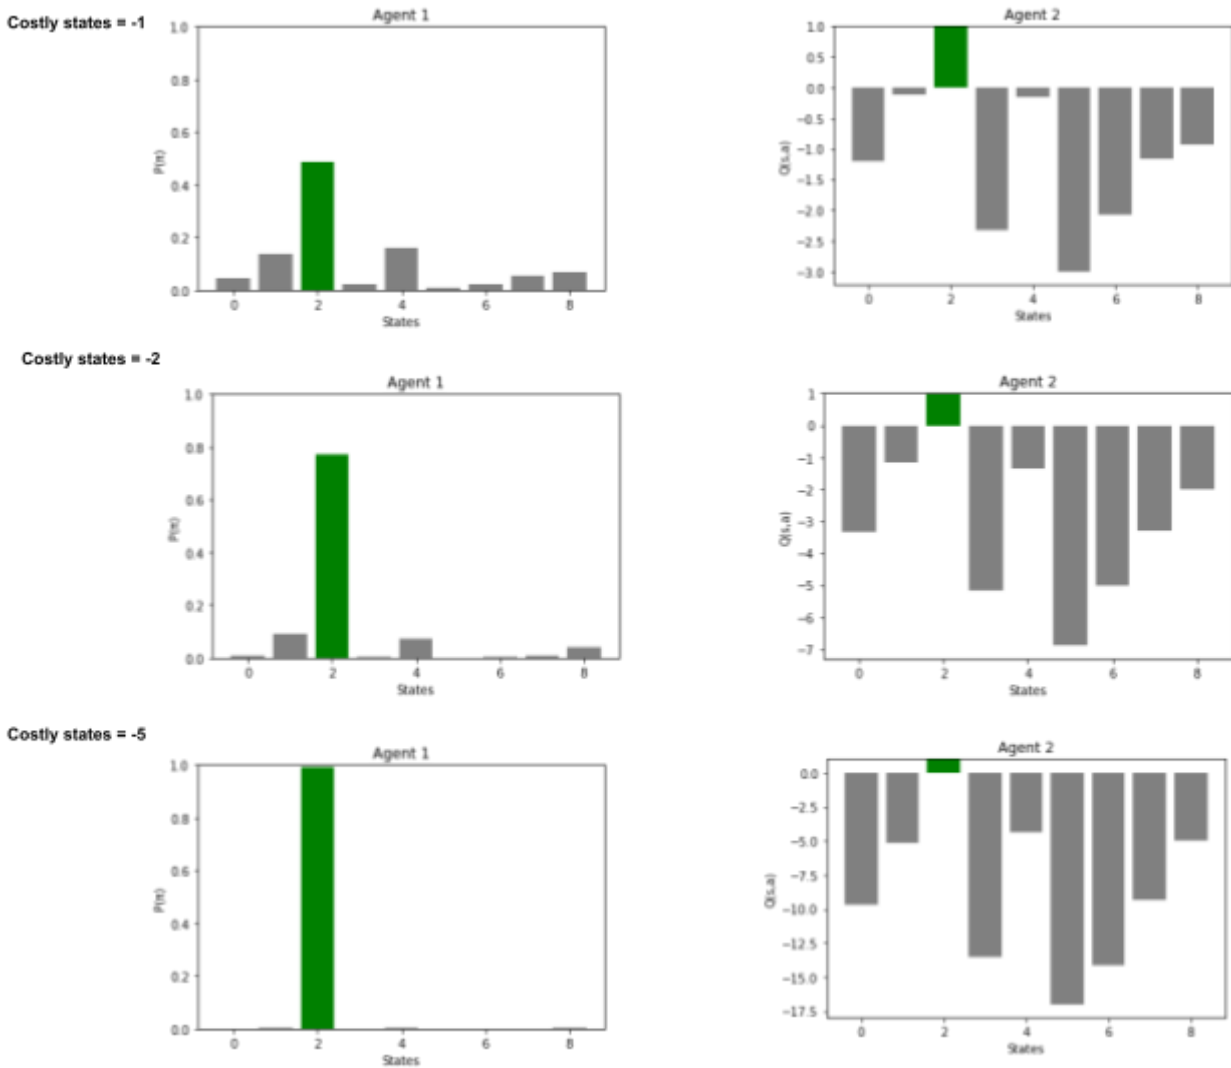 Costly states = -1
Agent 1
1.0
0.8
0.6
0.4
0.2
0.0
P(π)
0 2 4 6 8
States
Agent 2
1.0
0.5
0.0
−0.5
−1.0
−1.5
−2.0
−2.5
−3.0
Q(s,a)
0 2 4 6 8
States
Costly states = -2
Agent 1
1.0
0.8
0.6
0.4
0.2
0.0
P(π)
0 2 4 6 8
States
Agent 2
1
0
−1
−2
−3
−4
−5
−6
−7
Q(s,a)
0 2 4 6 8
States
Costly states = -5
Agent 1
1.0
0.8
0.6
0.4
0.2
0.0
P(π)
0 2 4 6 8
States
Agent 2
0.0
−2.5
−5.0
−7.5
−10.0
−12.5
−15.0
−17.5
Q(s,a)
0 2 4 6 8
States